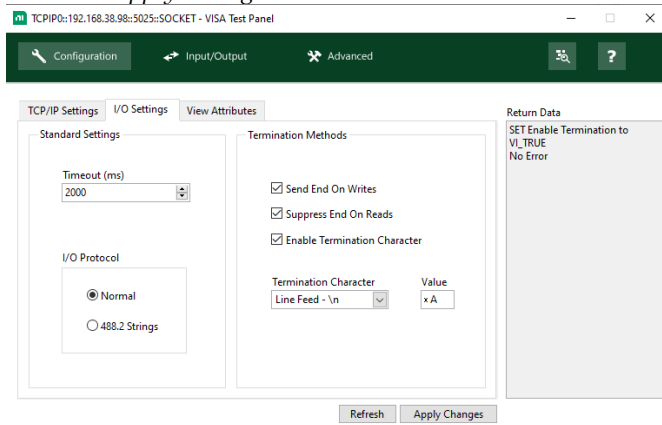 TCPIP0::192.168.38.98::5025::SOCKET - VISA Test Panel
Configuration
Input/Output
Advanced
?
TCP/IP Settings
I/O Settings
View Attributes
Return Data
Standard Settings
Termination Methods
SET Enable Termination to
VI_TRUE
No Error
Timeout (ms)
2000
Send End On Writes
Suppress End On Reads
Enable Termination Character
I/O Protocol
Normal
488.2 Strings
Termination Character
Value
Line Feed - \n
x A
Refresh
Apply Changes